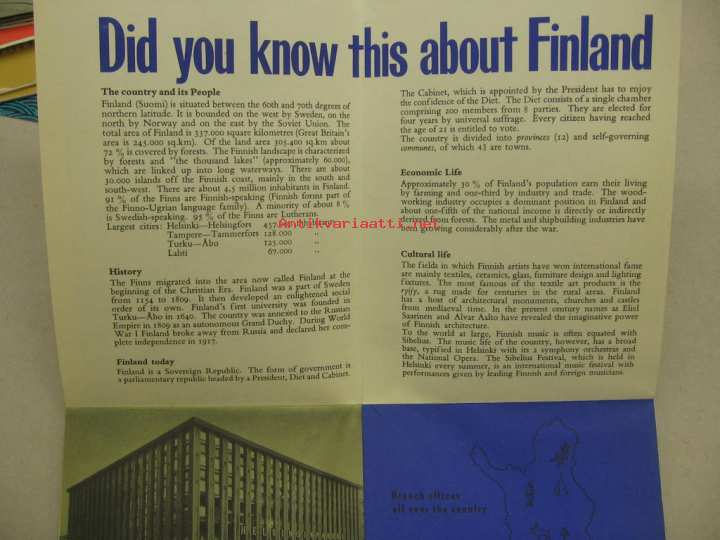 Did you know this about Finland
The country and its People
Finland (Suomi) is situated between the 60th and 70th degrees of
northern latitude. It is bounded on the west by Sweden, on the
north by Norway and on the east by the Soviet Union. The
total area of Finland is 337.000 square kilometres (Great Britain's
area is 245.000 sq.km). Of the land area 305.400 sq.km about
72 % is covered by forests. The Finnish landscape is characterized
by forests and "the thousand lakes" (approximately 60.000),
which are linked up into long waterways. There are about
30.000 islands off the Finnish coast, mainly in the south and
south-west. There are about 4.5 million inhabitants in Finland.
91 % of the Finns are Finnish-speaking (Finnish forms part of
the Finno-Ugrian language family). A minority of about 8 %
is Swedish-speaking. 95 % of the Finns are Lutherans.
Largest cities: Helsinki—Helsingfors 457.
Tampere—Tammerfors 128.000 "
Turku—Åbo 125.000 "
Lahti 67.000 "
History
The Finns migrated into the area now called Finland at the
beginning of the Christian Era. Finland was a part of Sweden
from 1154 to 1809. It then developed an enlightened social
order of its own. Finland's first university was founded in
Turku—Åbo in 1640. The country was annexed to the Russian
Empire in 1809 as an autonomous Grand Duchy. During World
War I Finland broke away from Russia and declared her com-
plete independence in 1917.
Finland today
Finland is a Sovereign Republic. The form of government is
a parliamentary republic headed by a President, Diet and Cabinet.
The Cabinet, which is appointed by the President has to enjoy
the confidence of the Diet. The Diet consists of a single chamber
comprising 200 members from 8 parties. They are elected for
four years by universal suffrage. Every citizen having reached
the age of 21 is entitled to vote.
The country is divided into provinces (12) and self-governing
communes, of which 43 are towns.
Economic Life
Approximately 30 % of Finland's population earn their living
by farming and one-third by industry and trade. The wood-
working industry occupies a dominant position in Finland and
about one-fifth of the national income is directly or indirectly
derived from forests. The metal and shipbuilding industries have
been growing considerably after the war.
Cultural life
The fields in which Finnish artists have won international fame
are mainly textiles, ceramics, glass, furniture design and lighting
fixtures. The most famous of the textile art products is the
ryijy, a rug made for centuries in the rural areas. Finland
has a host of architectural monuments, churches and castles
from mediaeval time. In the present century names as Eliel
Saarinen and Alvar Aalto have revealed the imaginative power
of Finnish architecture.
To the world at large, Finnish music is often equated with
Sibelius. The music life of the country, however, has a broad
base, typified in Helsinki with its 2 symphony orchestras and
the National Opera. The Sibelius Festival, which is held in
Helsinki every summer, is an international music festival with
performances given by leading Finnish and foreign musicians.
Antikvariaatti.net
Branch offices
all over the country